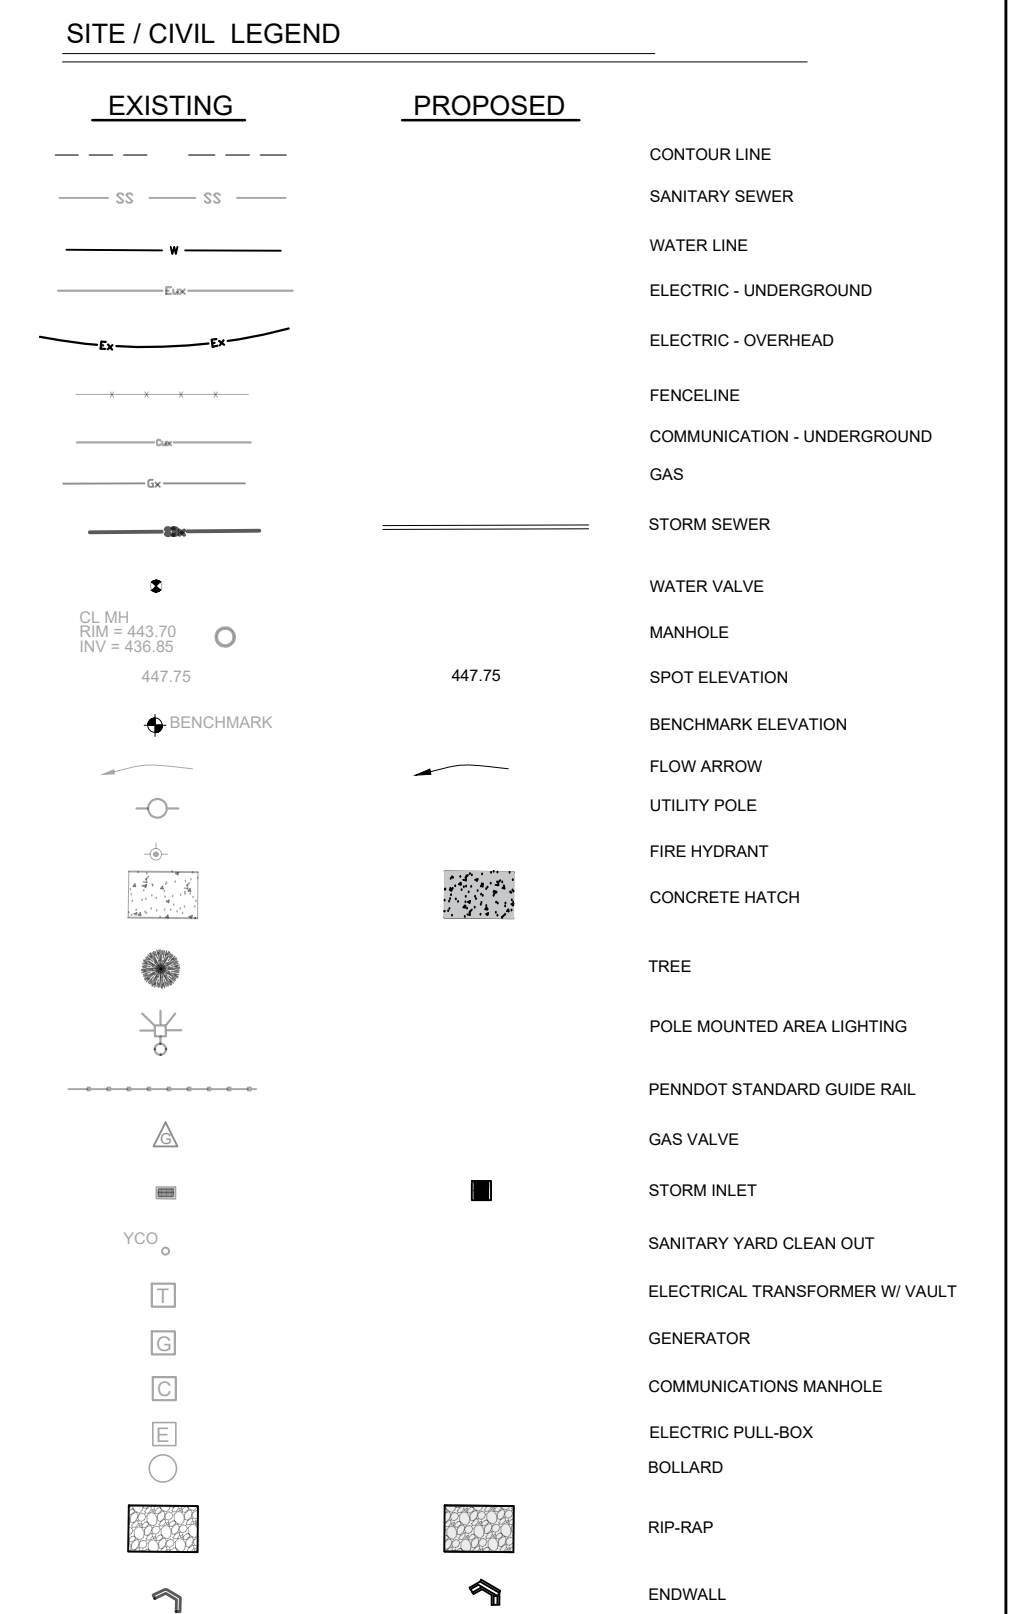 SITE / CIVIL LEGEND
EXISTING PROPOSED
CONTOUR LINE
SS SS SANITARY SEWER
W WATER LINE
Eux ELECTRIC - UNDERGROUND
Ex Ex ELECTRIC - OVERHEAD
x x x x FENCELINE
Cux COMMUNICATION - UNDERGROUND
Gx GAS
STORM SEWER
WATER VALVE
CL MH
RIM = 443.70
INV = 436.85
MANHOLE
447.75 447.75 SPOT ELEVATION
BENCHMARK BENCHMARK ELEVATION
FLOW ARROW
UTILITY POLE
FIRE HYDRANT
CONCRETE HATCH
TREE
POLE MOUNTED AREA LIGHTING
PENNDOT STANDARD GUIDE RAIL
G GAS VALVE
STORM INLET
YCO SANITARY YARD CLEAN OUT
T ELECTRICAL TRANSFORMER W/ VAULT
G GENERATOR
C COMMUNICATIONS MANHOLE
E ELECTRIC PULL-BOX
BOLLARD
RIP-RAP
ENDWALL